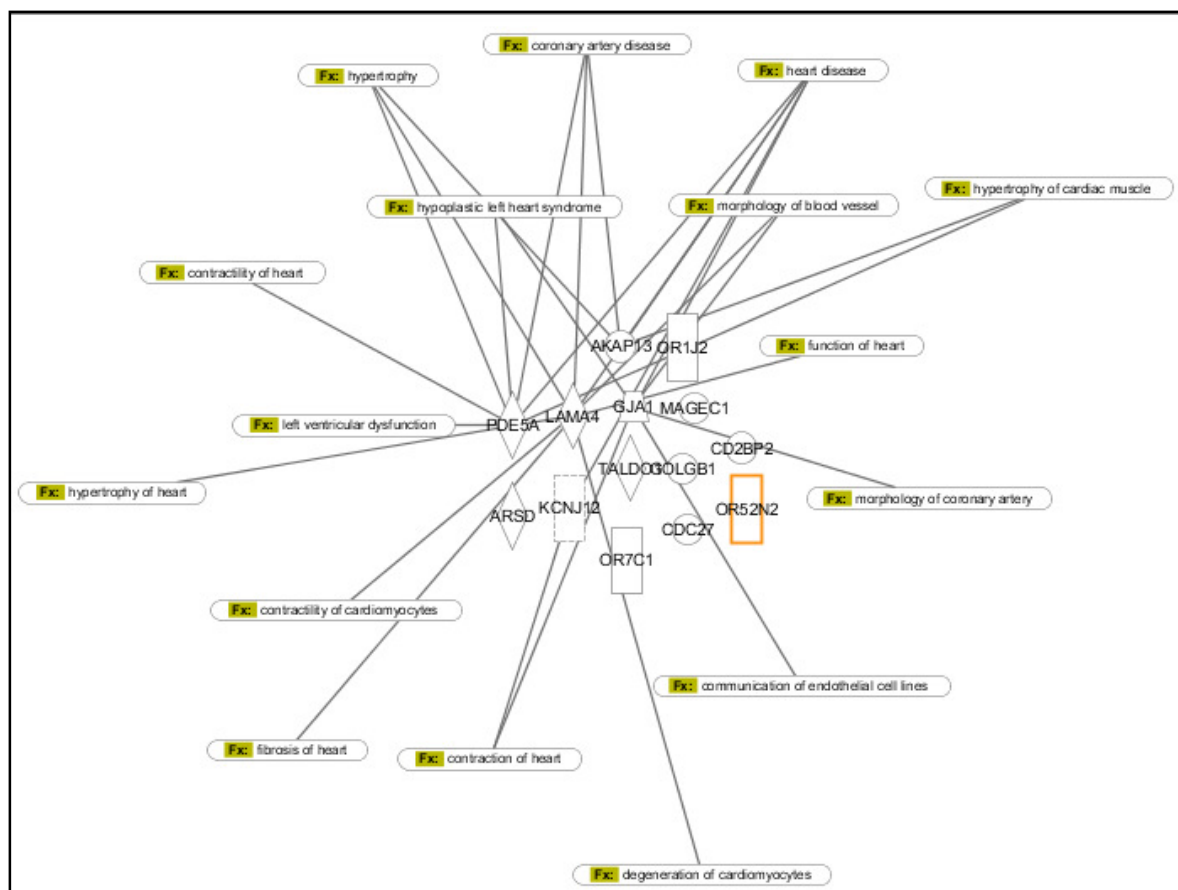 Fx: coronary artery disease
Fx: hypertrophy
Fx: heart disease
Fx: hypertrophy of cardiac muscle
Fx: hypoplastic left heart syndrome
Fx: morphology of blood vessel
Fx: contractility of heart
AKAP13
OR1J2
Fx: function of heart
PDE5A
LAMA4
GJA1
MAGEC1
Fx: left ventricular dysfunction
CD2BP2
TALDO1
GOLGB1
Fx: hypertrophy of heart
Fx: morphology of coronary artery
ARSD
KCNJ12
OR52N2
CDC27
OR7C1
Fx: contractility of cardiomyocytes
Fx: communication of endothelial cell lines
Fx: fibrosis of heart
Fx: contraction of heart
Fx: degeneration of cardiomyocytes